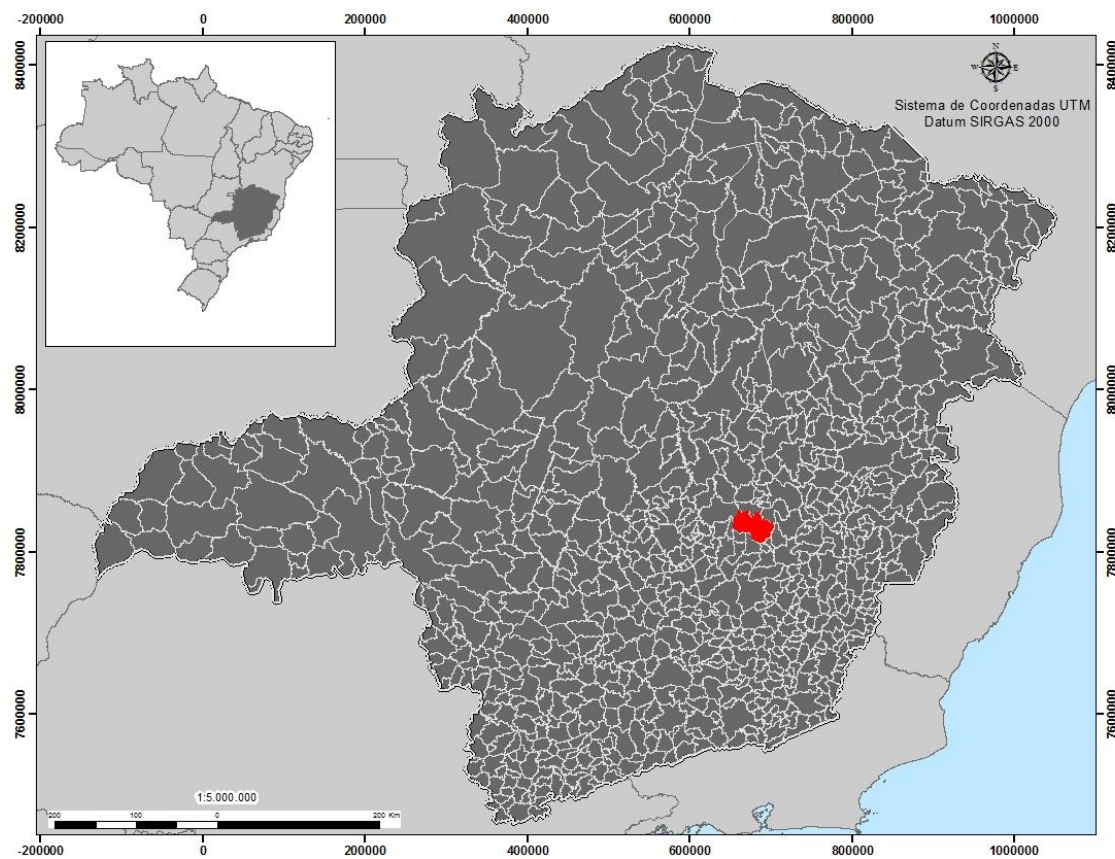 -200000 0 200000 400000 600000 800000 1000000
8400000 8400000
N
W E
S
Sistema de Coordenadas UTM
Datum SIRGAS 2000
8200000 8200000
8000000 8000000
7800000 7800000
7600000 7600000
1:5.000.000
200 100 0 200 Km
-200000 0 200000 400000 600000 800000 1000000